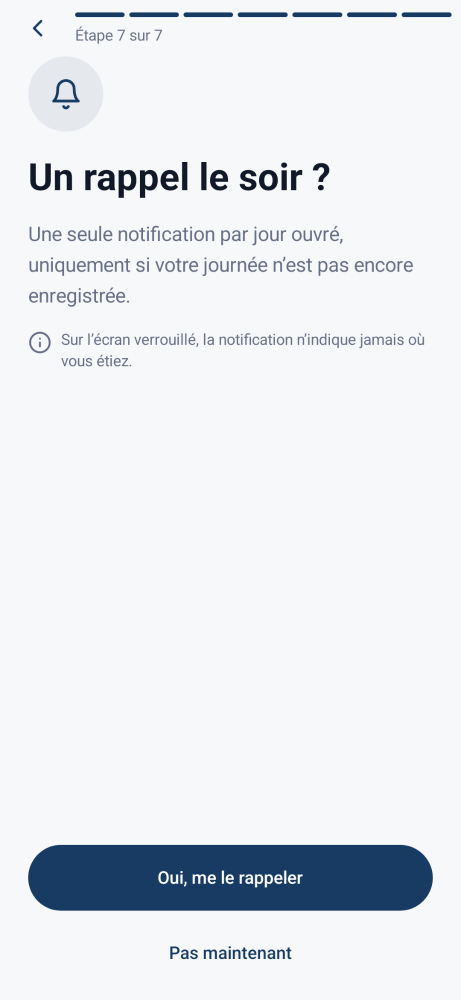 Étape 7 sur 7
Un rappel le soir ?
Une seule notification par jour ouvré,
uniquement si votre journée n’est pas encore
enregistrée.
Sur l’écran verrouillé, la notification n’indique jamais où
vous étiez.
Oui, me le rappeler
Pas maintenant